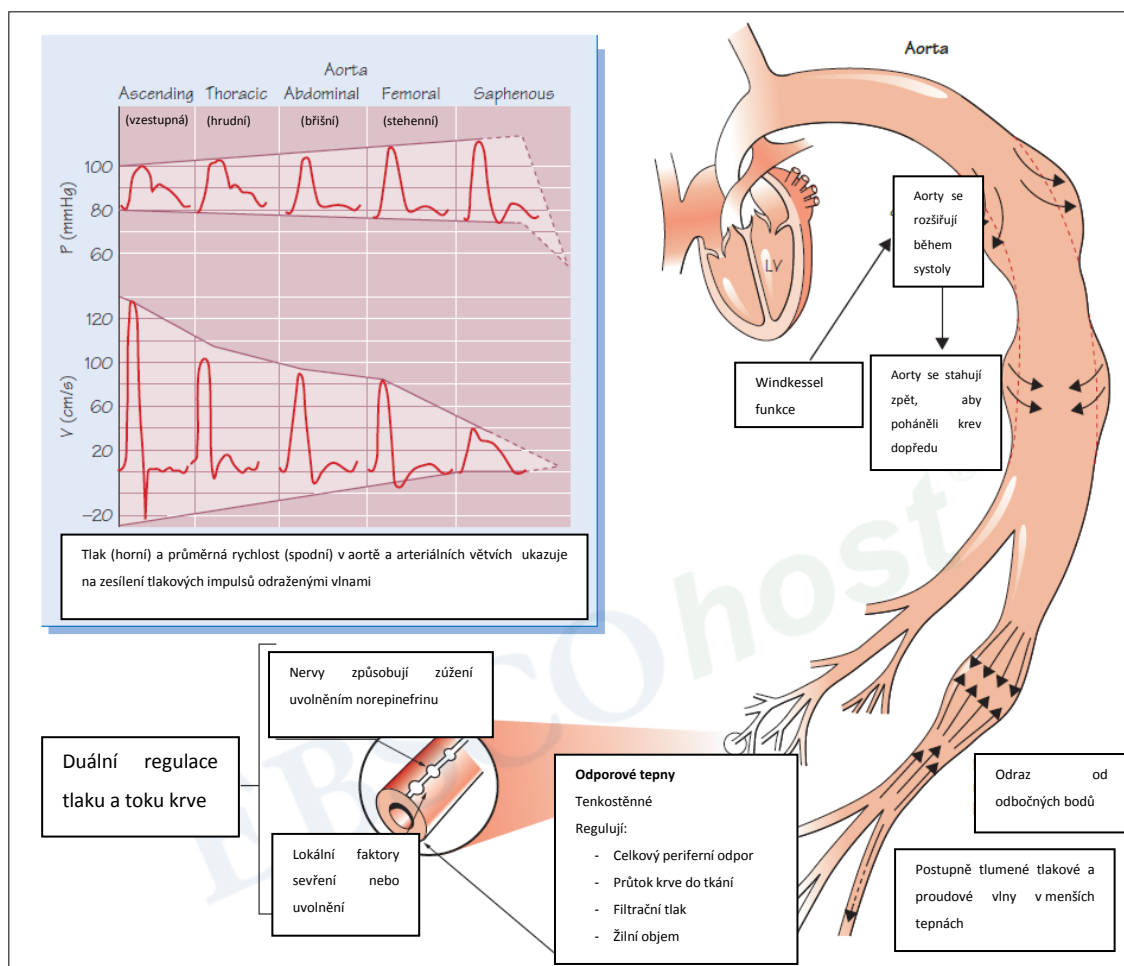 Aorta
Ascending Thoracic Abdominal Femoral Saphenous
(vzestupná) (hrudní) (břišní) (stehenní)
P (mmHg)
100
80
60
V (cm/s)
120
100
60
20
–20
Tlak (horní) a průměrná rychlost (spodní) v aortě a arteriálních větvích ukazuje
na zesílení tlakových impulsů odraženými vlnami
Aorta
LV
Aorty se
rozšiřují
během
systoly
Windkessel
funkce
Aorty se stahují
zpět, aby
poháněli krev
dopředu
EBSCOhost®
Nervy způsobují zúžení
uvolněním norepinefrinu
Duální regulace
tlaku a toku krve
Lokální faktory
sevření nebo
uvolnění
Odporové tepny
Tenkostěnné
Regulují:
- Celkový periferní odpor
- Průtok krve do tkání
- Filtrační tlak
- Žilní objem
Odraz od
odbočných bodů
Postupně tlumené tlakové a
proudové vlny v menších
tepnách